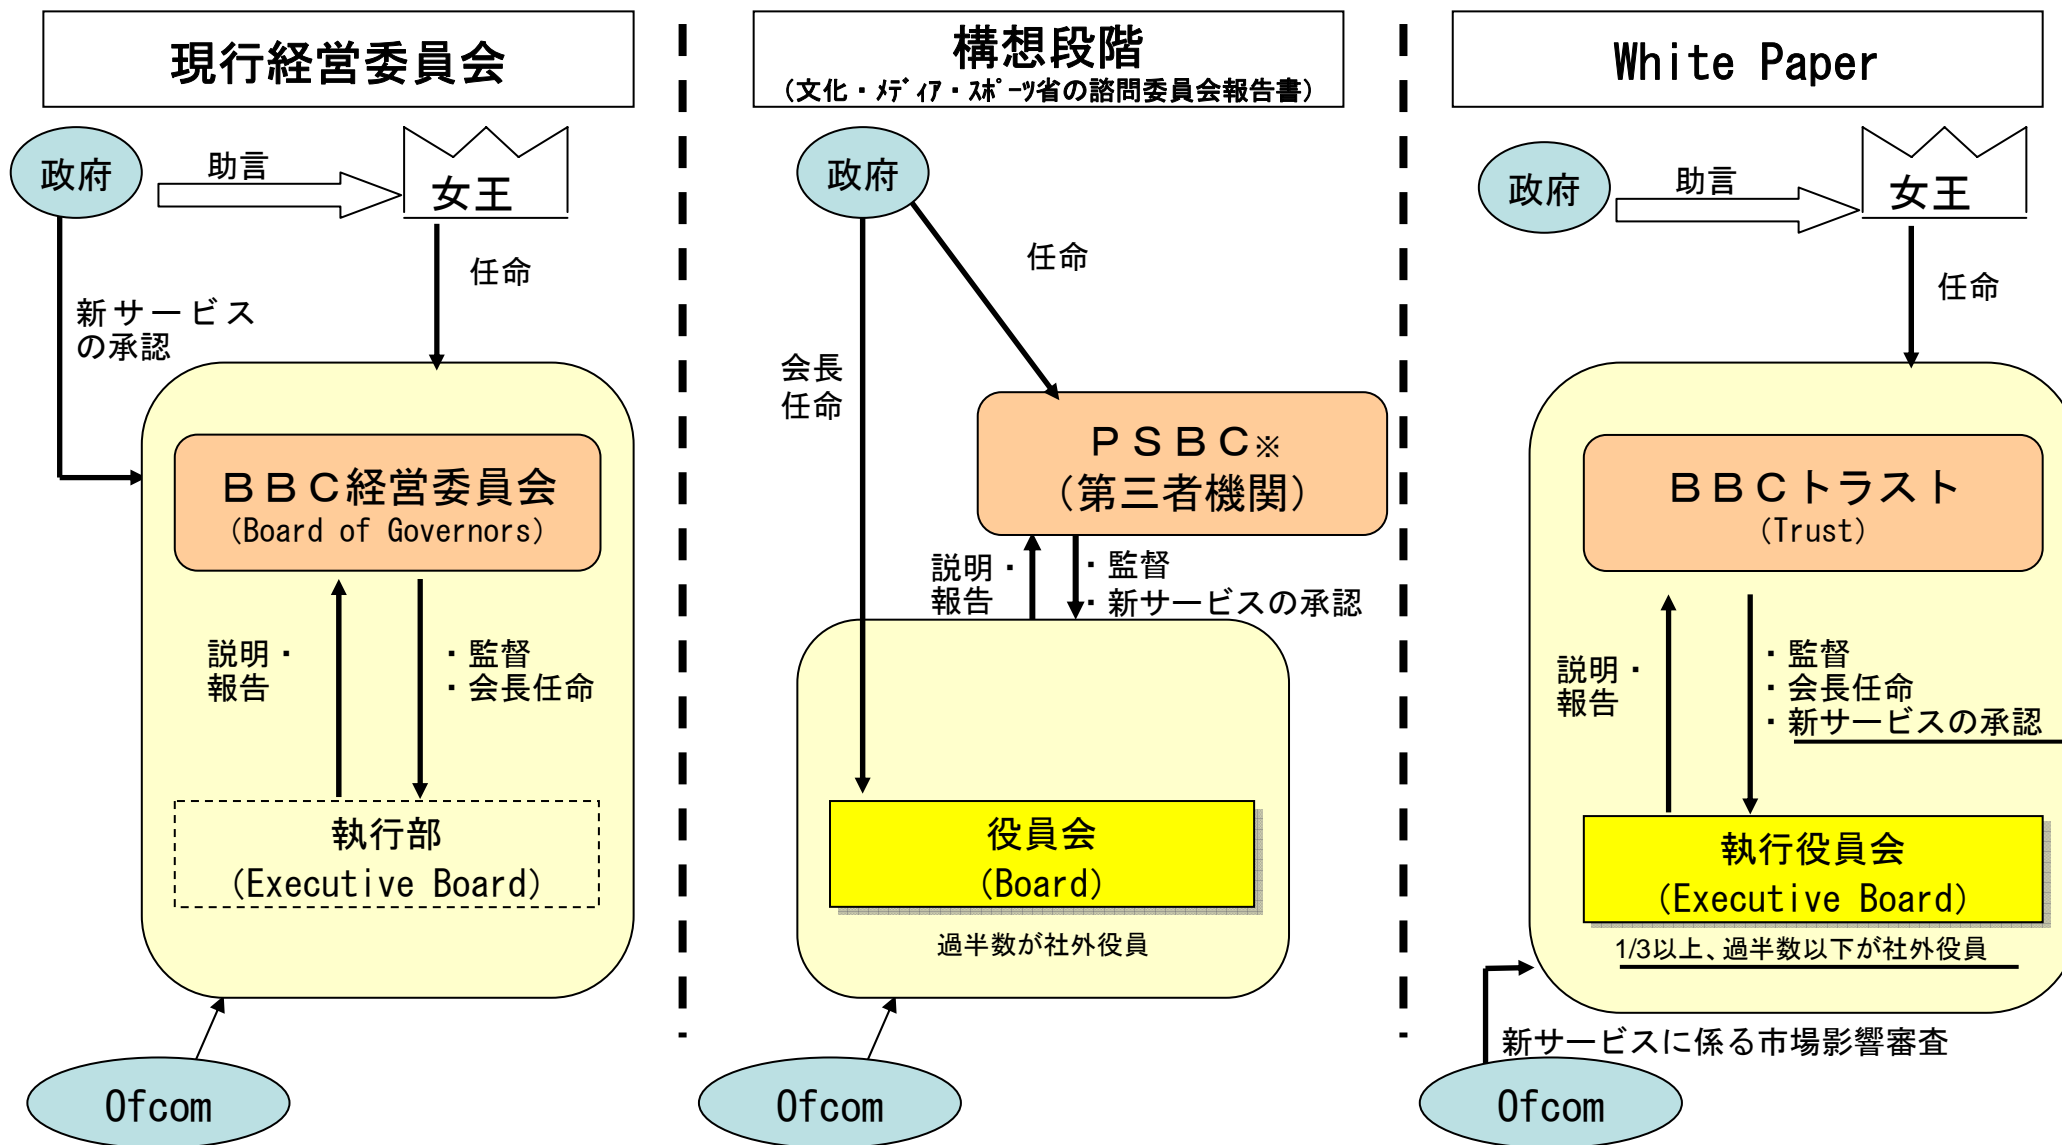 現行経営委員会
政府
助言
女王
任命
新サービス
の承認
ＢＢＣ経営委員会
(Board of Governors)
説明・
報告
・監督
・会長任命
執行部
(Executive Board)
Ofcom
構想段階
(文化・ﾒﾃﾞｨｱ・ｽﾎﾟｰﾂ省の諮問委員会報告書)
政府
任命
会長
任命
ＰＳＢＣ※
(第三者機関)
説明・
報告
・監督
・新サービスの承認
役員会
(Board)
過半数が社外役員
Ofcom
White Paper
政府
助言
女王
任命
ＢＢＣトラスト
(Trust)
説明・
報告
・監督
・会長任命
・新サービスの承認
執行役員会
(Executive Board)
1/3以上、過半数以下が社外役員
新サービスに係る市場影響審査
Ofcom